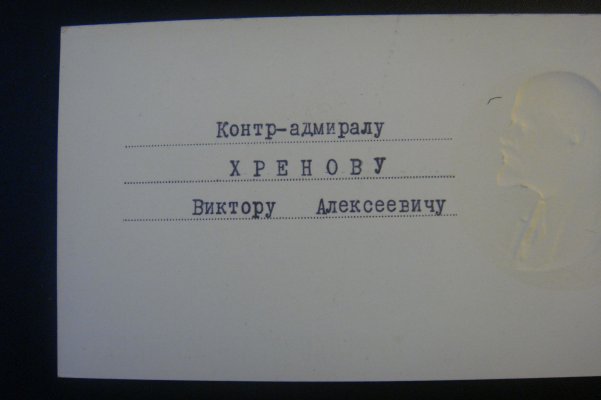 Контр-адмиралу
ХРЕНОВУ
Виктору Алексеевичу